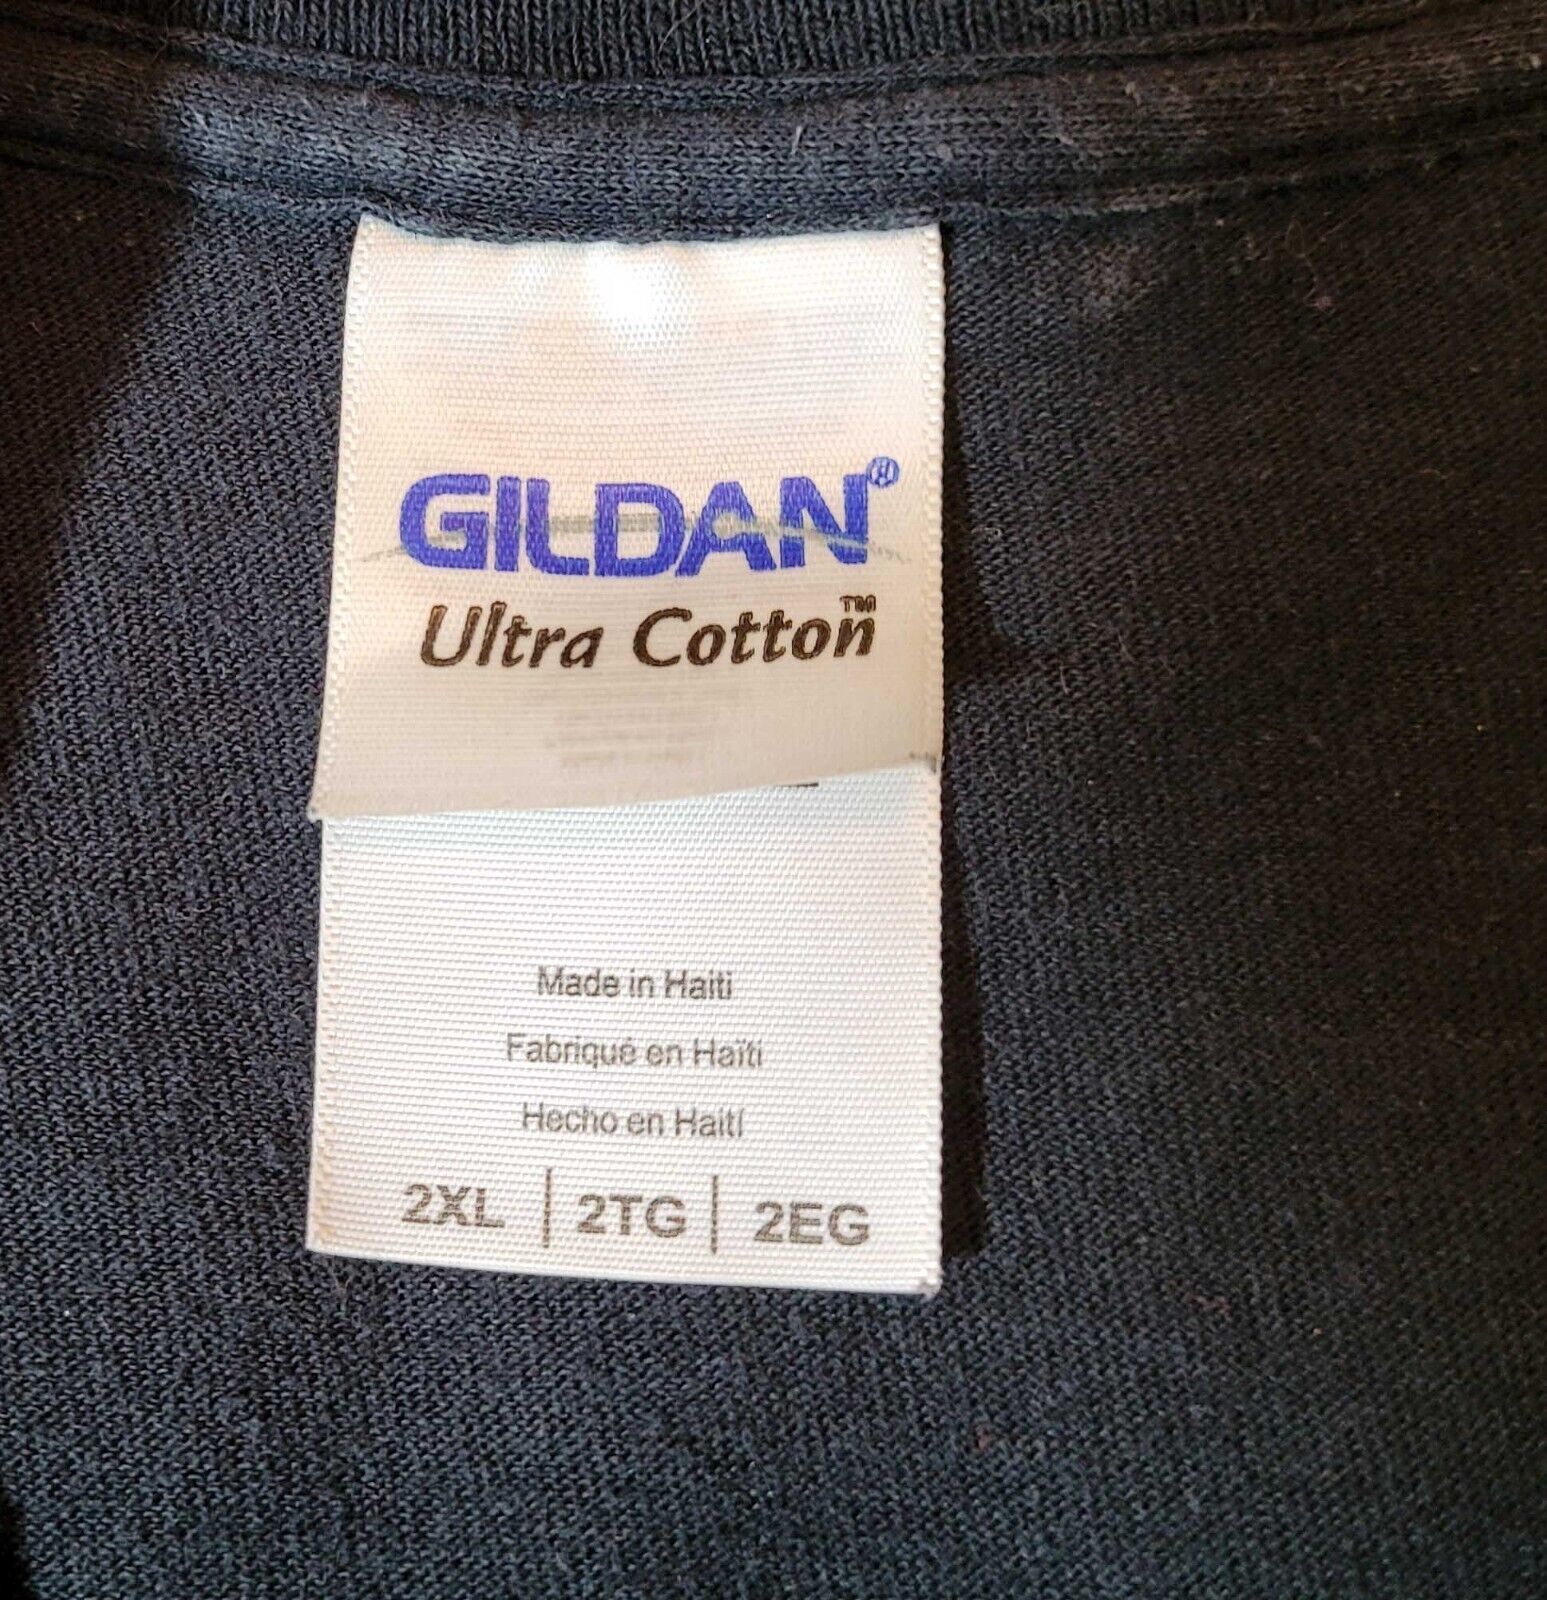 GILDAN®
Ultra Cotton™
Made in Haiti
Fabriqué en Haïti
Hecho en Haití
2XL | 2TG | 2EG